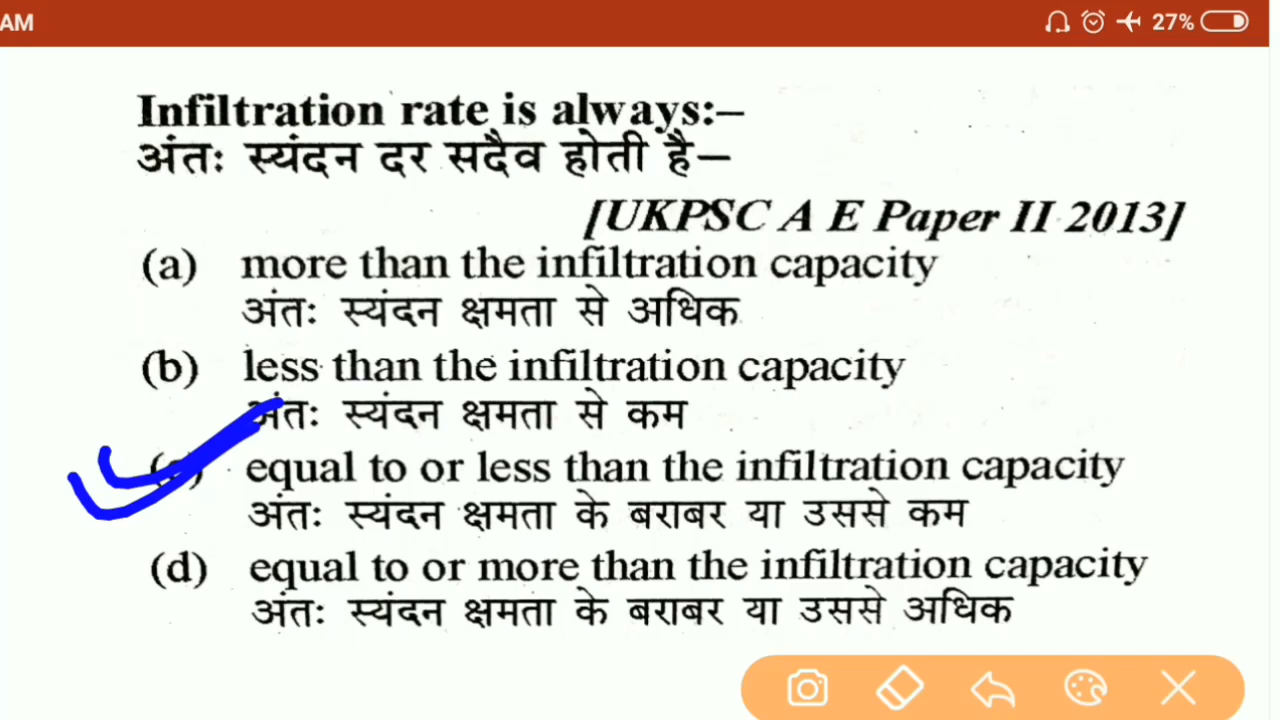 AM
27%
Infiltration rate is always:–
अंतः स्यंदन दर सदैव होती है–
[UKPSC A E Paper II 2013]
(a) more than the infiltration capacity
अंतः स्यंदन क्षमता से अधिक
(b) less than the infiltration capacity
अंतः स्यंदन क्षमता से कम
(c) equal to or less than the infiltration capacity
अंतः स्यंदन क्षमता के बराबर या उससे कम
(d) equal to or more than the infiltration capacity
अंतः स्यंदन क्षमता के बराबर या उससे अधिक